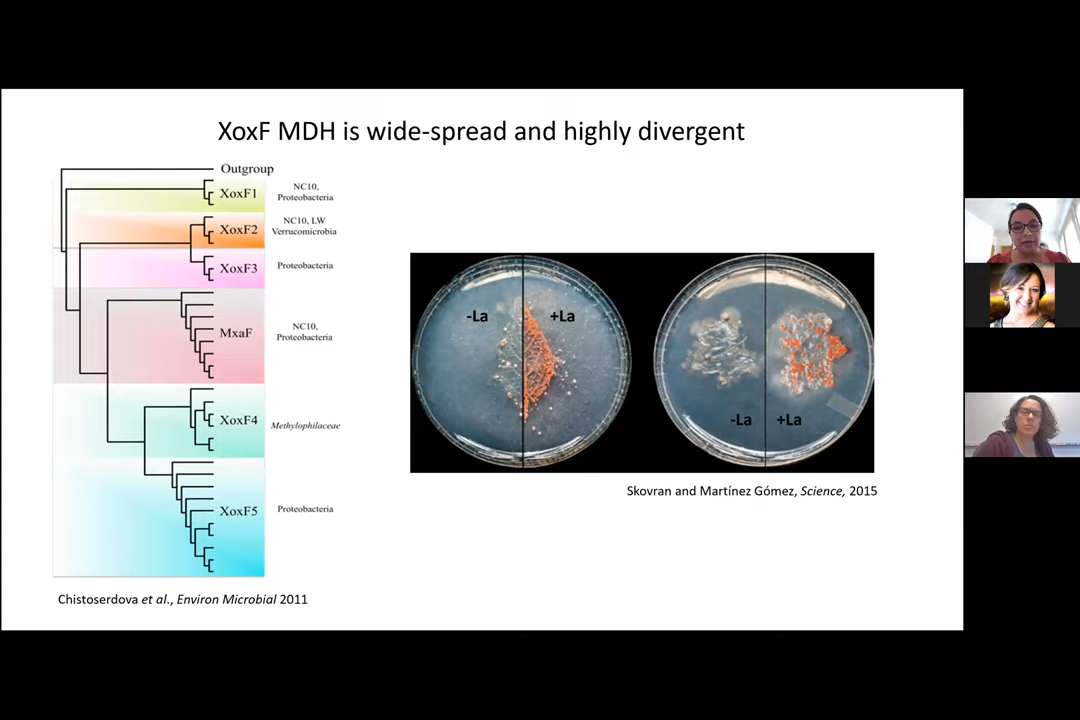 XoxF MDH is wide-spread and highly divergent
Outgroup
XoxF1
NC10,
Proteobacteria
XoxF2
NC10, LW
Verrucomicrobia
XoxF3
Proteobacteria
MxaF
NC10,
Proteobacteria
XoxF4
Methylophilaceae
XoxF5
Proteobacteria
Chistoserdova et al., Environ Microbial 2011
-La
+La
-La
+La
Skovran and Martínez Gómez, Science, 2015